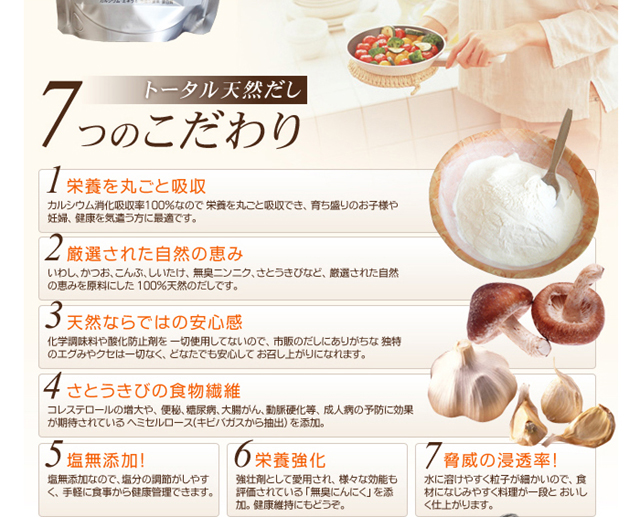 トータル天然だし
7つのこだわり
1 栄養を丸ごと吸収
カルシウム消化吸収率100%なので 栄養を丸ごと吸収でき、育ち盛りのお子様や
妊婦、健康を気遣う方に最適です。
2 厳選された自然の恵み
いわし、かつお、こんぶ、しいたけ、無臭ニンニク、さとうきびなど、厳選された自然
の恵みを原料にした 100%天然のだしです。
3 天然ならではの安心感
化学調味料や酸化防止剤を 一切使用してないので、市販のだしにありがちな 独特
のエグみやクセは一切なく、どなたでも安心して お召し上がりになれます。
4 さとうきびの食物繊維
コレステロールの増大や、便秘、糖尿病、大腸がん、動脈硬化等、成人病の予防に効果
が期待されている ヘミセルロース(キビバガスから抽出)を添加。
5 塩無添加!
塩無添加なので、塩分の調節がしやす
く、手軽に食事から健康管理できます。
6 栄養強化
強壮剤として愛用され、様々な効能も
評価されている「無臭にんにく」を添
加。健康維持にもどうぞ。
7 脅威の浸透率!
水に溶けやすく粒子が細かいので、食
材になじみやすく料理が一段と おいし
く仕上がります。